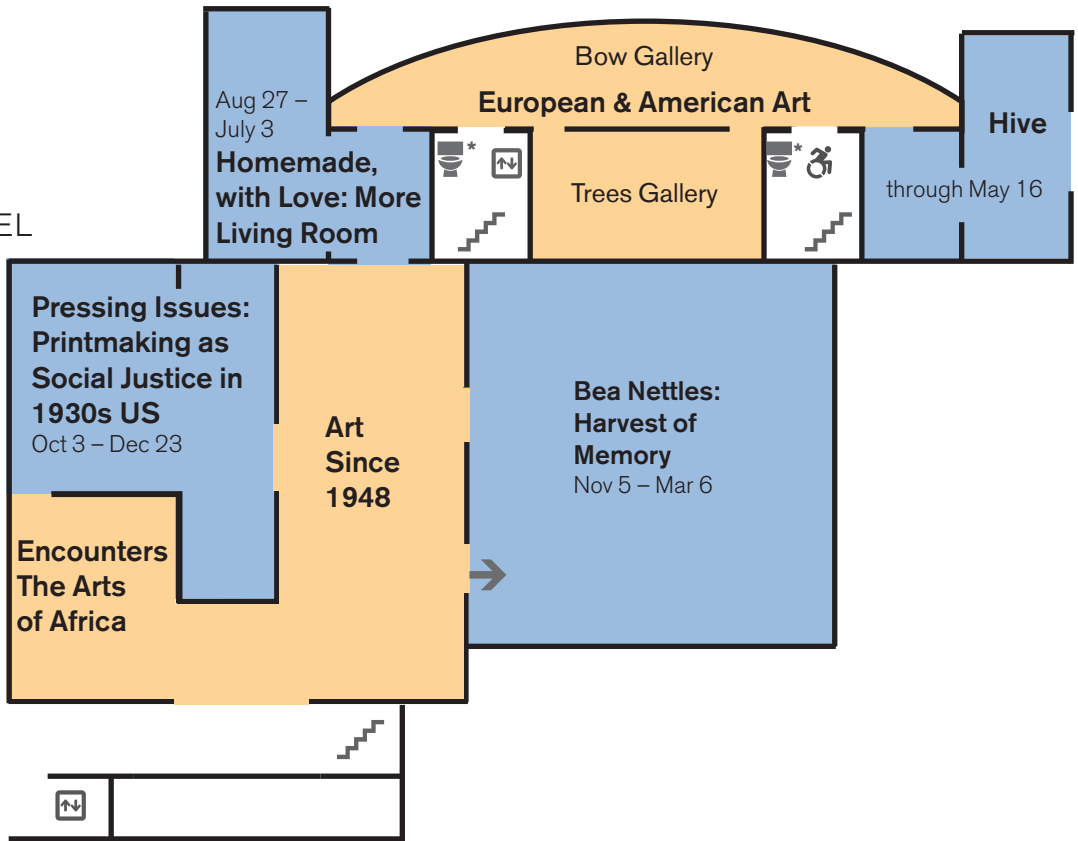 Bow Gallery
European & American Art
Aug 27 –
July 3
Homemade,
with Love: More
Living Room
*
Trees Gallery
*
Hive
through May 16
EL
Pressing Issues:
Printmaking as
Social Justice in
1930s US
Oct 3 – Dec 23
Art
Since
1948
Bea Nettles:
Harvest of
Memory
Nov 5 – Mar 6
Encounters
The Arts
of Africa